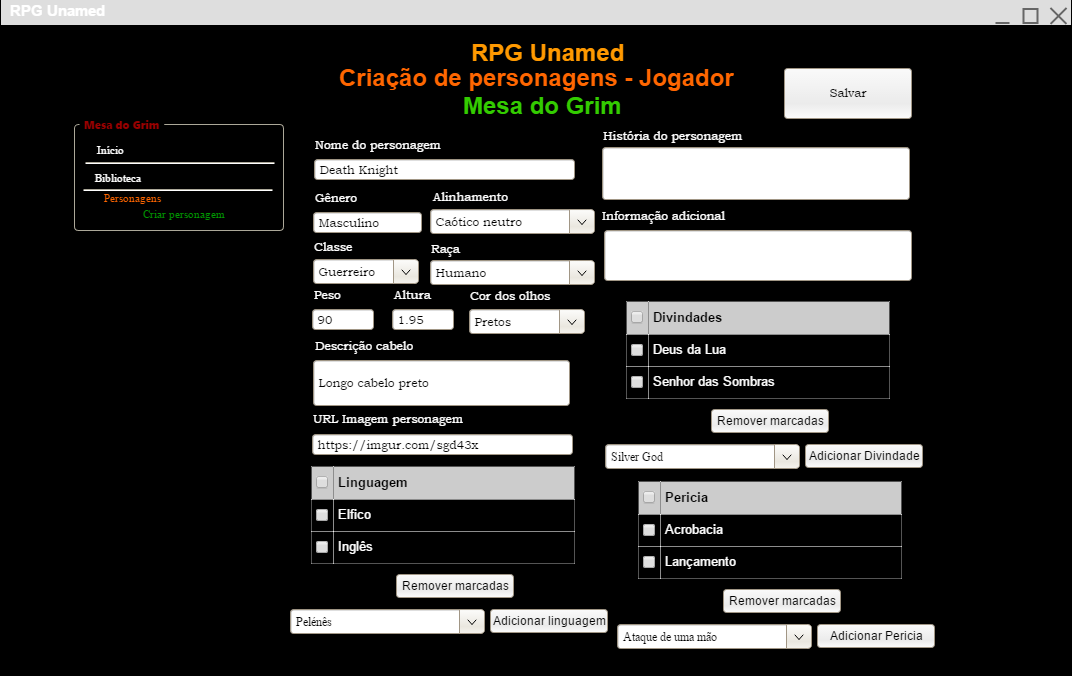 RPG Unamed
RPG Unamed
Criação de personagens - Jogador
Mesa do Grim
Salvar
Mesa do Grim
Início
Biblioteca
Personagens
Criar personagem
Nome do personagem
Death Knight
Gênero
Alinhamento
Masculino
Caótico neutro
Classe
Raça
Guerreiro
Humano
Peso
Altura
Cor dos olhos
90
1.95
Pretos
Descrição cabelo
Longo cabelo preto
URL Imagem personagem
https://imgur.com/sgd43x
Linguagem
Elfico
Inglês
Remover marcadas
Pelénês
Adicionar linguagem
História do personagem
Informação adicional
Divindades
Deus da Lua
Senhor das Sombras
Remover marcadas
Silver God
Adicionar Divindade
Pericia
Acrobacia
Lançamento
Remover marcadas
Ataque de uma mão
Adicionar Pericia